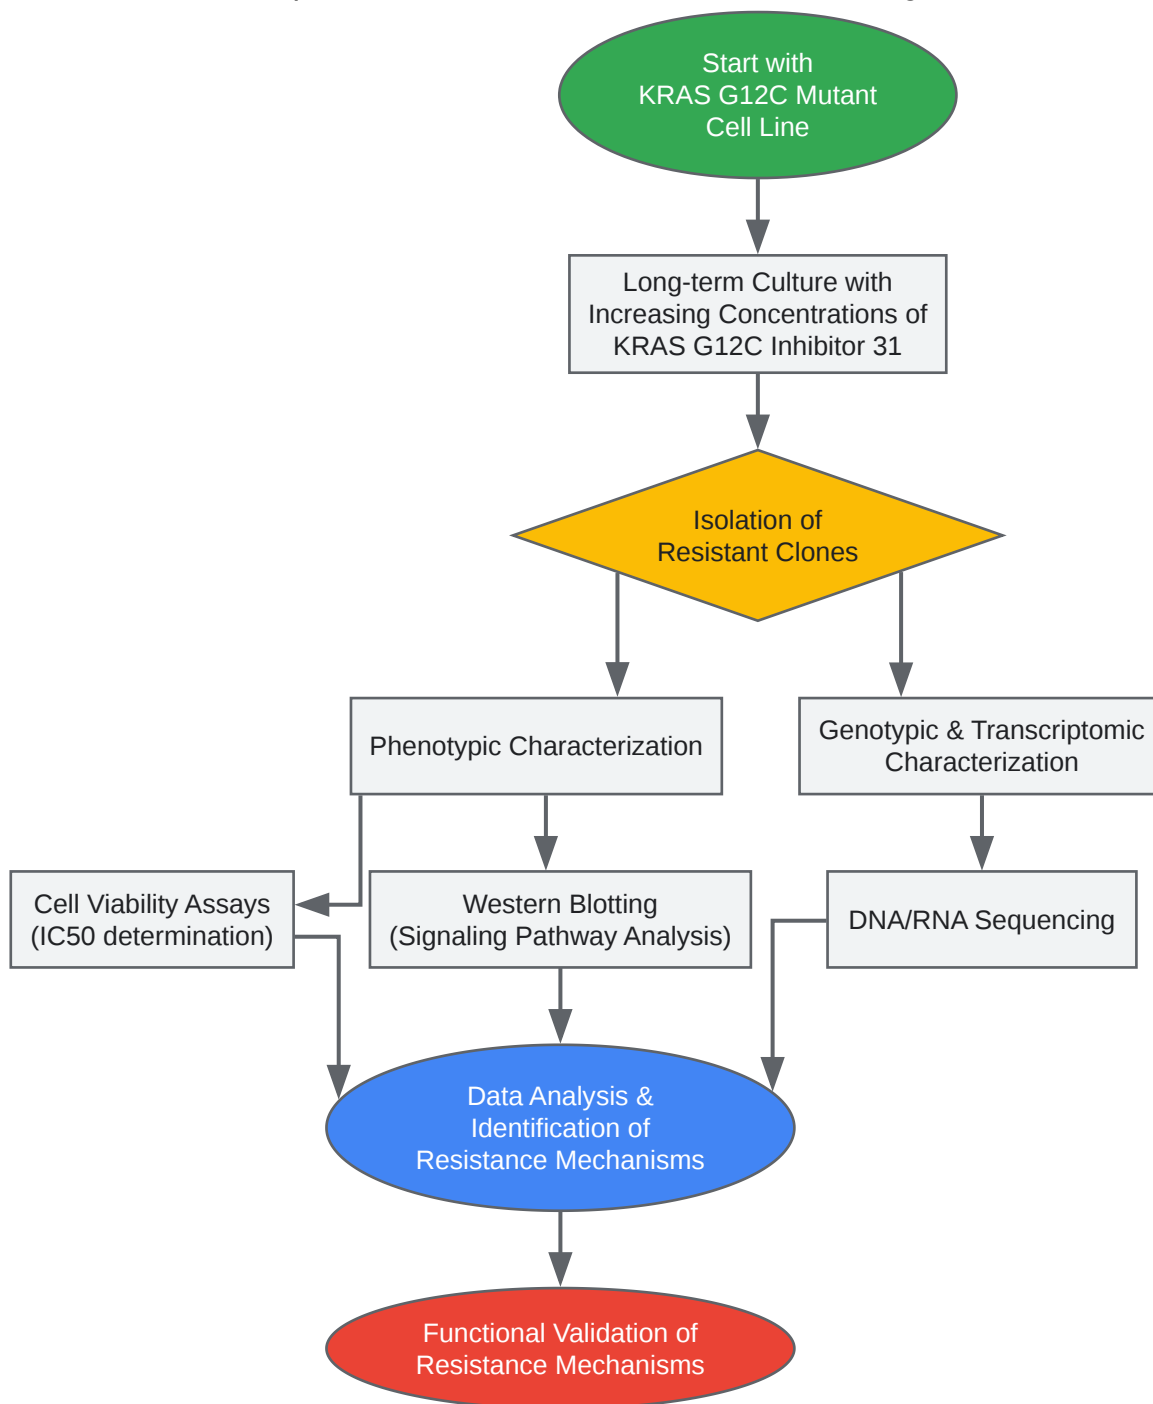 Start with
KRAS G12C Mutant
Cell Line
Long-term Culture with
Increasing Concentrations of
KRAS G12C Inhibitor 31
Isolation of
Resistant Clones
Phenotypic Characterization
Genotypic & Transcriptomic
Characterization
Cell Viability Assays
(IC50 determination)
Western Blotting
(Signaling Pathway Analysis)
DNA/RNA Sequencing
Data Analysis &
Identification of
Resistance Mechanisms
Functional Validation of
Resistance Mechanisms